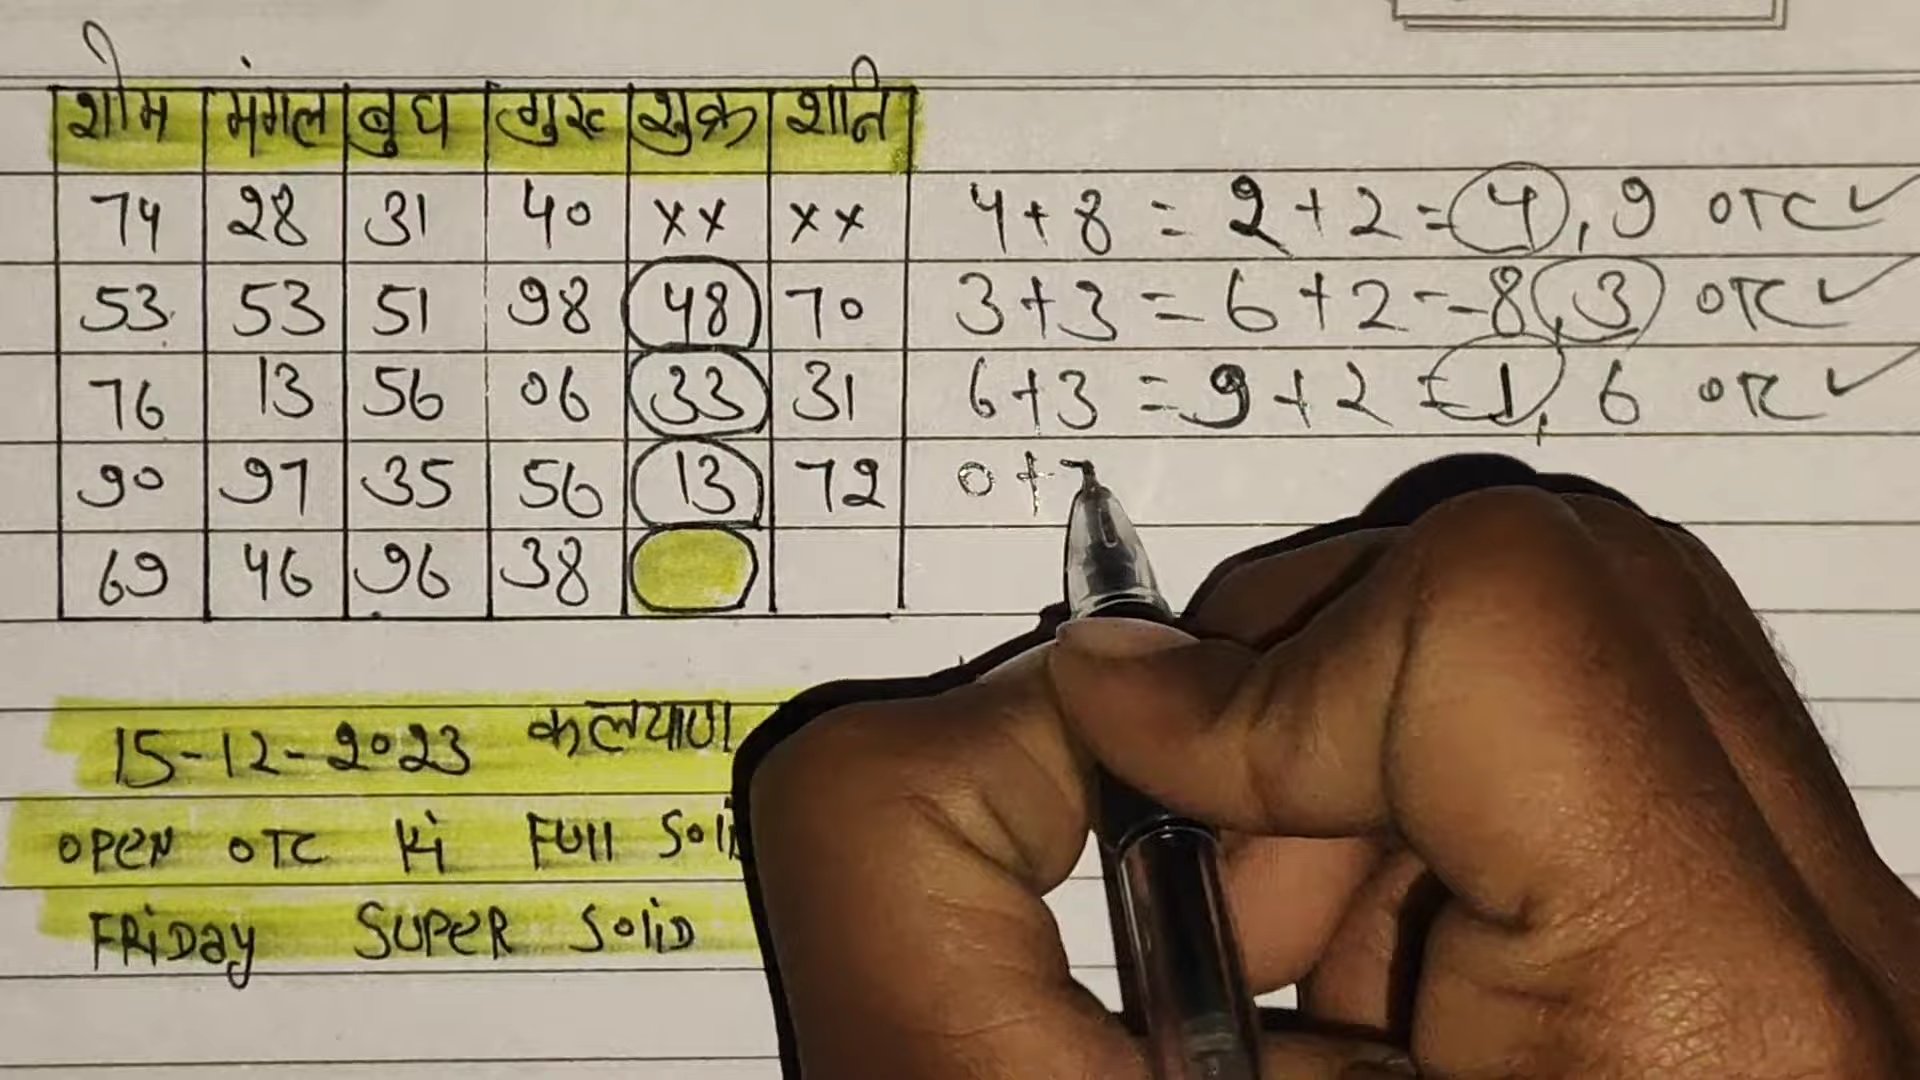 शोम मंगल बुध गुरु शुक्र शनि
74 28 31 40 xx xx 4+8 = 2+2 = 4, 9 OTC ✓
53 53 51 98 48 70 3+3 = 6+2 = 8, 3 OTC ✓
76 13 56 06 33 31 6+3 = 9+2 = 1, 6 OTC ✓
90 97 35 56 13 72 0+
69 46 96 38
15-12-2023 कल्याण
OPEN OTC Ki FUll Soli
FRiDay SUPER SoliD